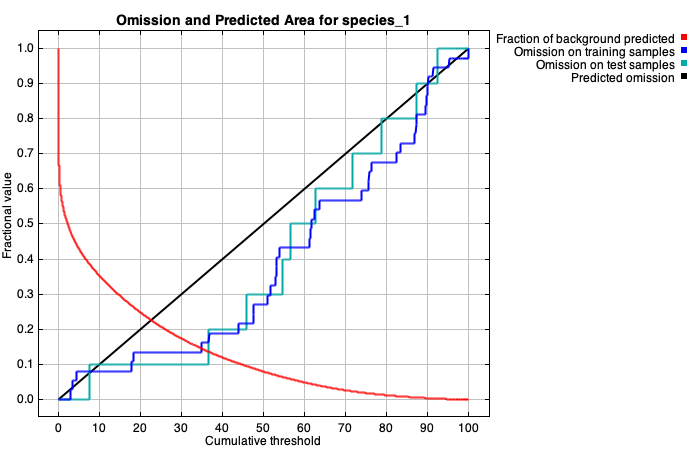 Omission and Predicted Area for species_1
Fraction of background predicted
Omission on training samples
Omission on test samples
Predicted omission
Fractional value
1.0
0.9
0.8
0.7
0.6
0.5
0.4
0.3
0.2
0.1
0.0
0 10 20 30 40 50 60 70 80 90 100
Cumulative threshold